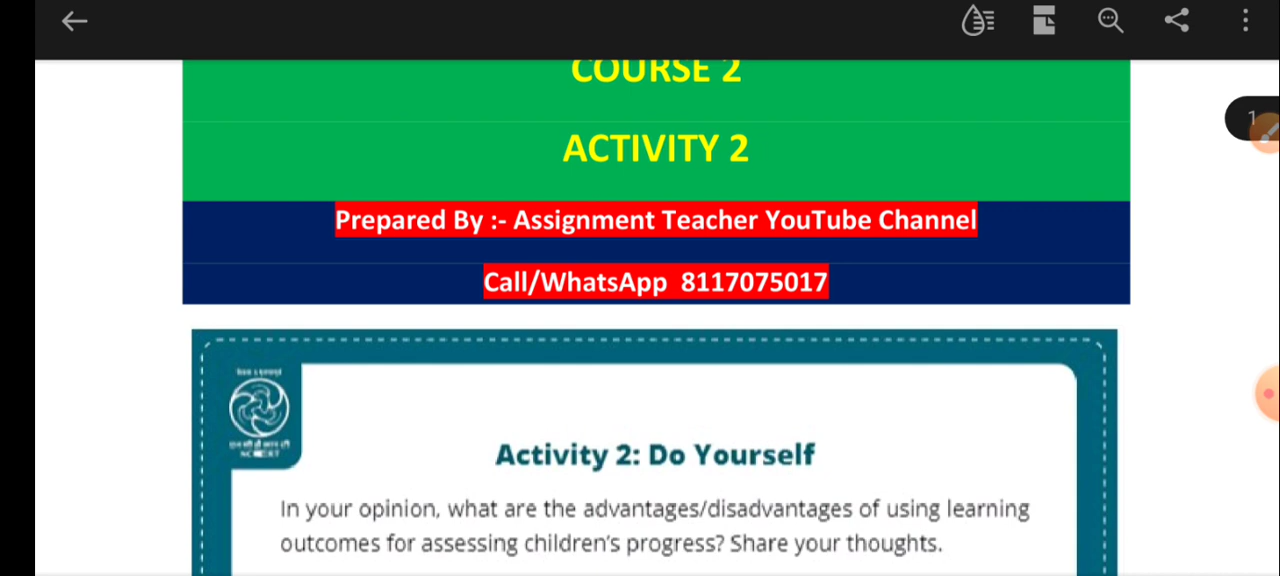 COURSE 2
1
ACTIVITY 2
Prepared By :- Assignment Teacher YouTube Channel
Call/WhatsApp 8117075017
Activity 2: Do Yourself
In your opinion, what are the advantages/disadvantages of using learning
outcomes for assessing children's progress? Share your thoughts.